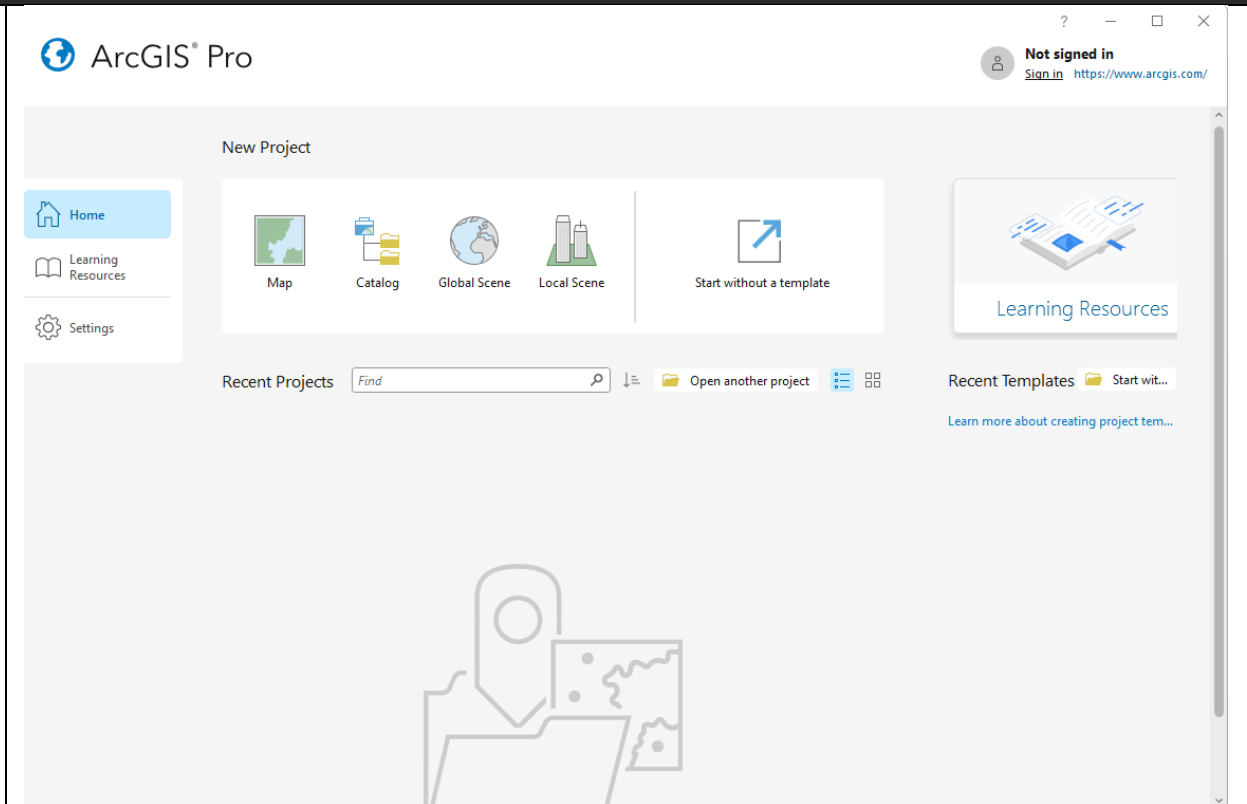 ?
ArcGIS® Pro
Not signed in
Sign in https://www.arcgis.com/
New Project
Home
Learning
Resources
Settings
Map
Catalog
Global Scene
Local Scene
Start without a template
Learning Resources
Recent Projects
Find
Open another project
Recent Templates
Start wit...
Learn more about creating project tem...